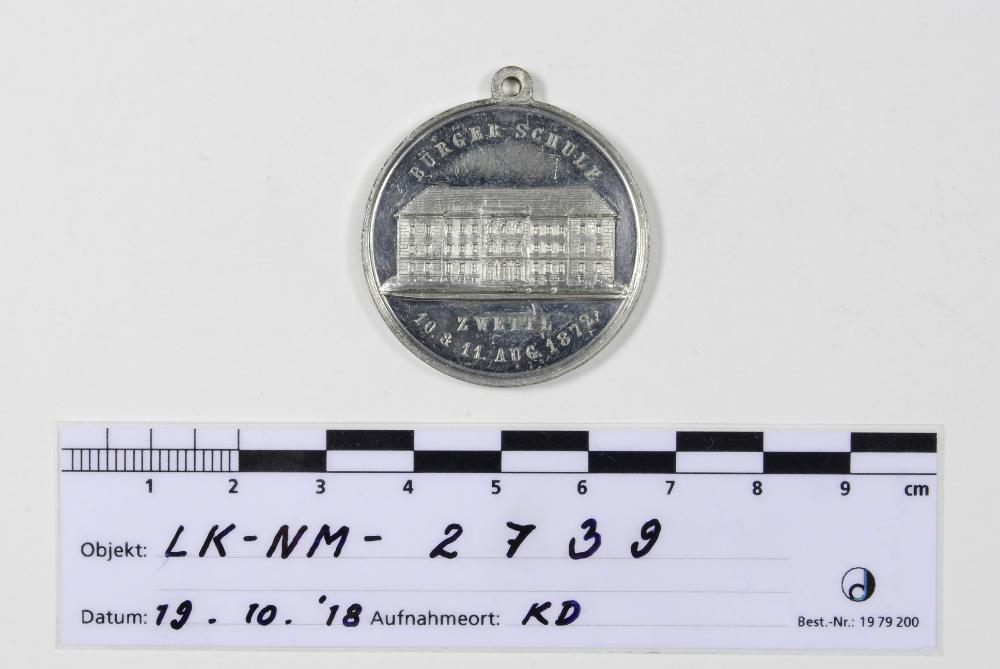 BÜRGER SCHULE
ZWETTL
10 & 11. AUG. 1872.
1 2 3 4 5 6 7 8 9 cm
Objekt: LK-NM- 2739
Datum: 19. 10. '18 Aufnahmeort: KD
Best.-Nr.: 19 79 200